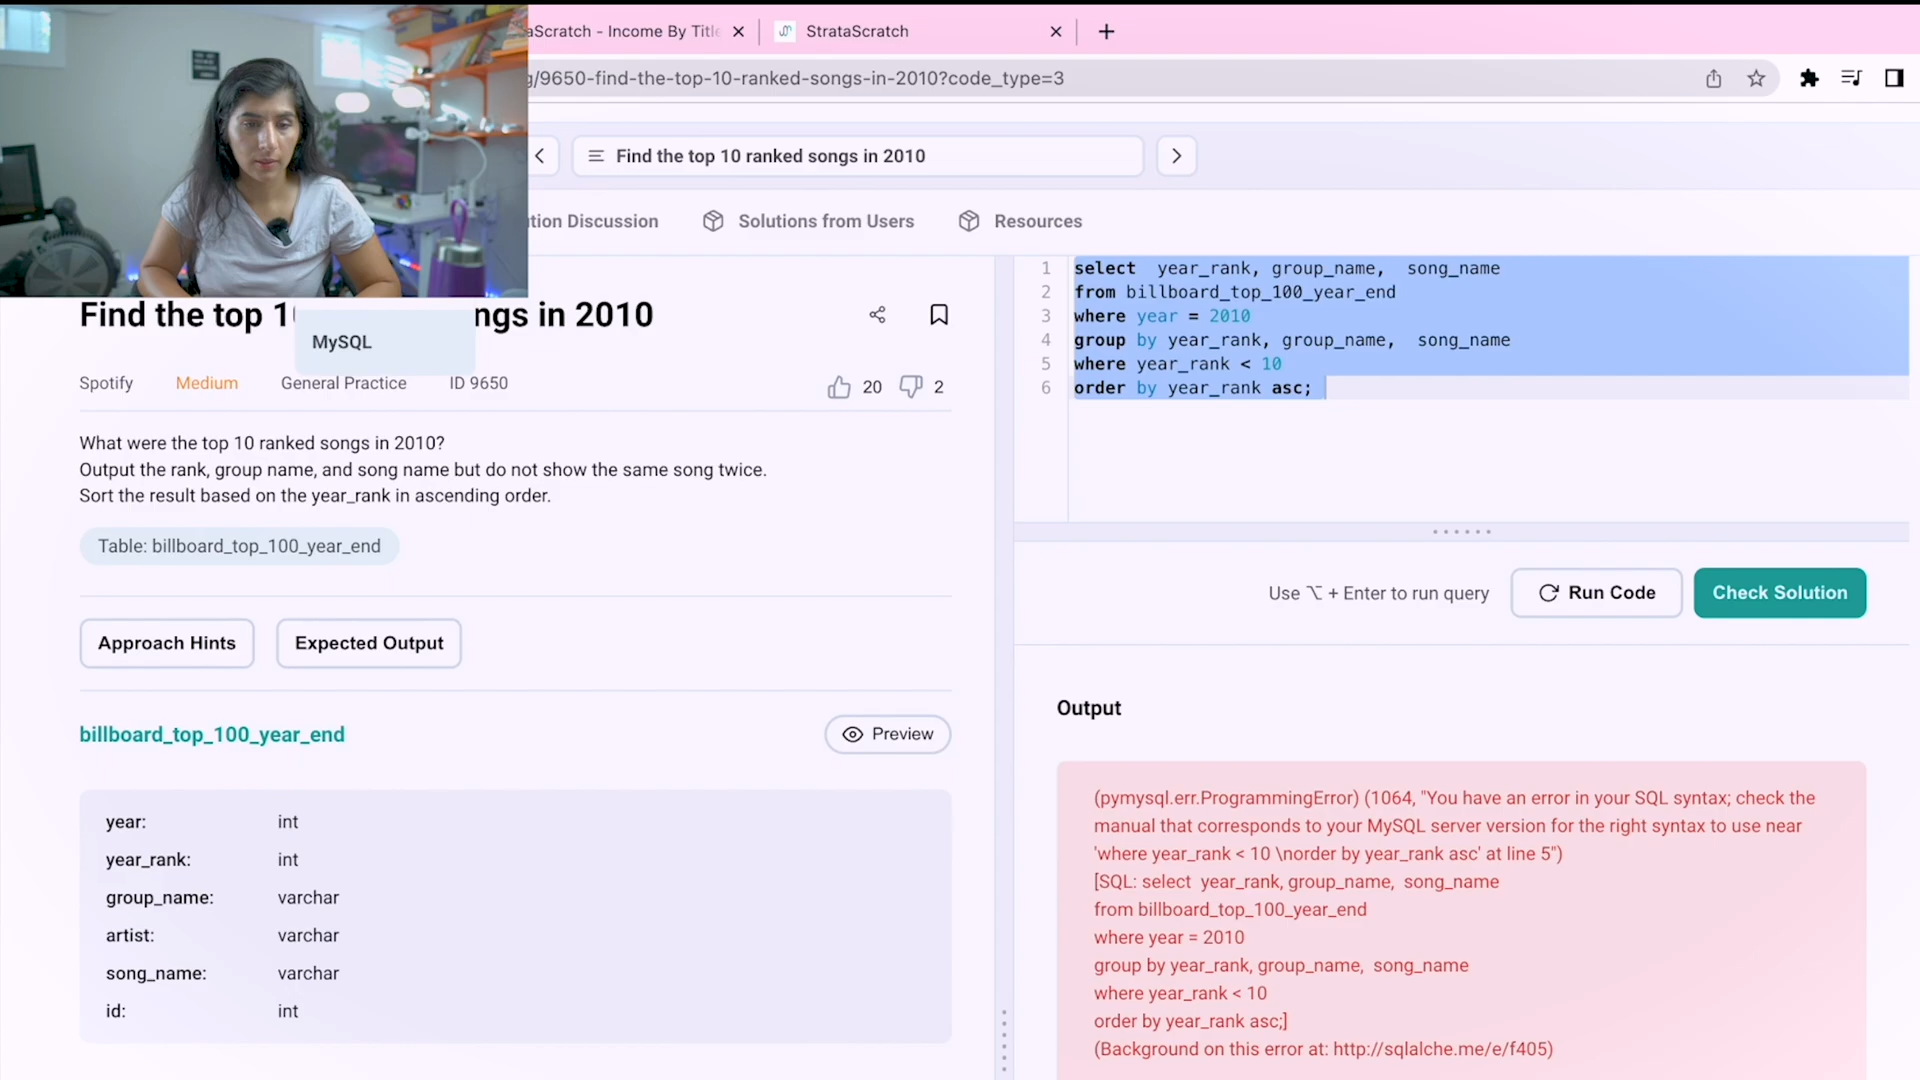 aScratch - Income By Title
StrataScratch
/9650-find-the-top-10-ranked-songs-in-2010?code_type=3
Find the top 10 ranked songs in 2010
tion Discussion
Solutions from Users
Resources
Find the top 10
ngs in 2010
MySQL
Spotify
Medium
General Practice
ID 9650
20
2
What were the top 10 ranked songs in 2010?
Output the rank, group name, and song name but do not show the same song twice.
Sort the result based on the year_rank in ascending order.
Table: billboard_top_100_year_end
Approach Hints
Expected Output
billboard_top_100_year_end
Preview
year: int
year_rank: int
group_name: varchar
artist: varchar
song_name: varchar
id: int
1 select  year_rank, group_name,  song_name
2 from billboard_top_100_year_end
3 where year = 2010
4 group by year_rank, group_name,  song_name
5 where year_rank < 10
6 order by year_rank asc;
Use ⌥ + Enter to run query
Run Code
Check Solution
Output
(pymysql.err.ProgrammingError) (1064, "You have an error in your SQL syntax; check the
manual that corresponds to your MySQL server version for the right syntax to use near
'where year_rank < 10 \norder by year_rank asc' at line 5")
[SQL: select  year_rank, group_name,  song_name
from billboard_top_100_year_end
where year = 2010
group by year_rank, group_name,  song_name
where year_rank < 10
order by year_rank asc;]
(Background on this error at: http://sqlalche.me/e/f405)